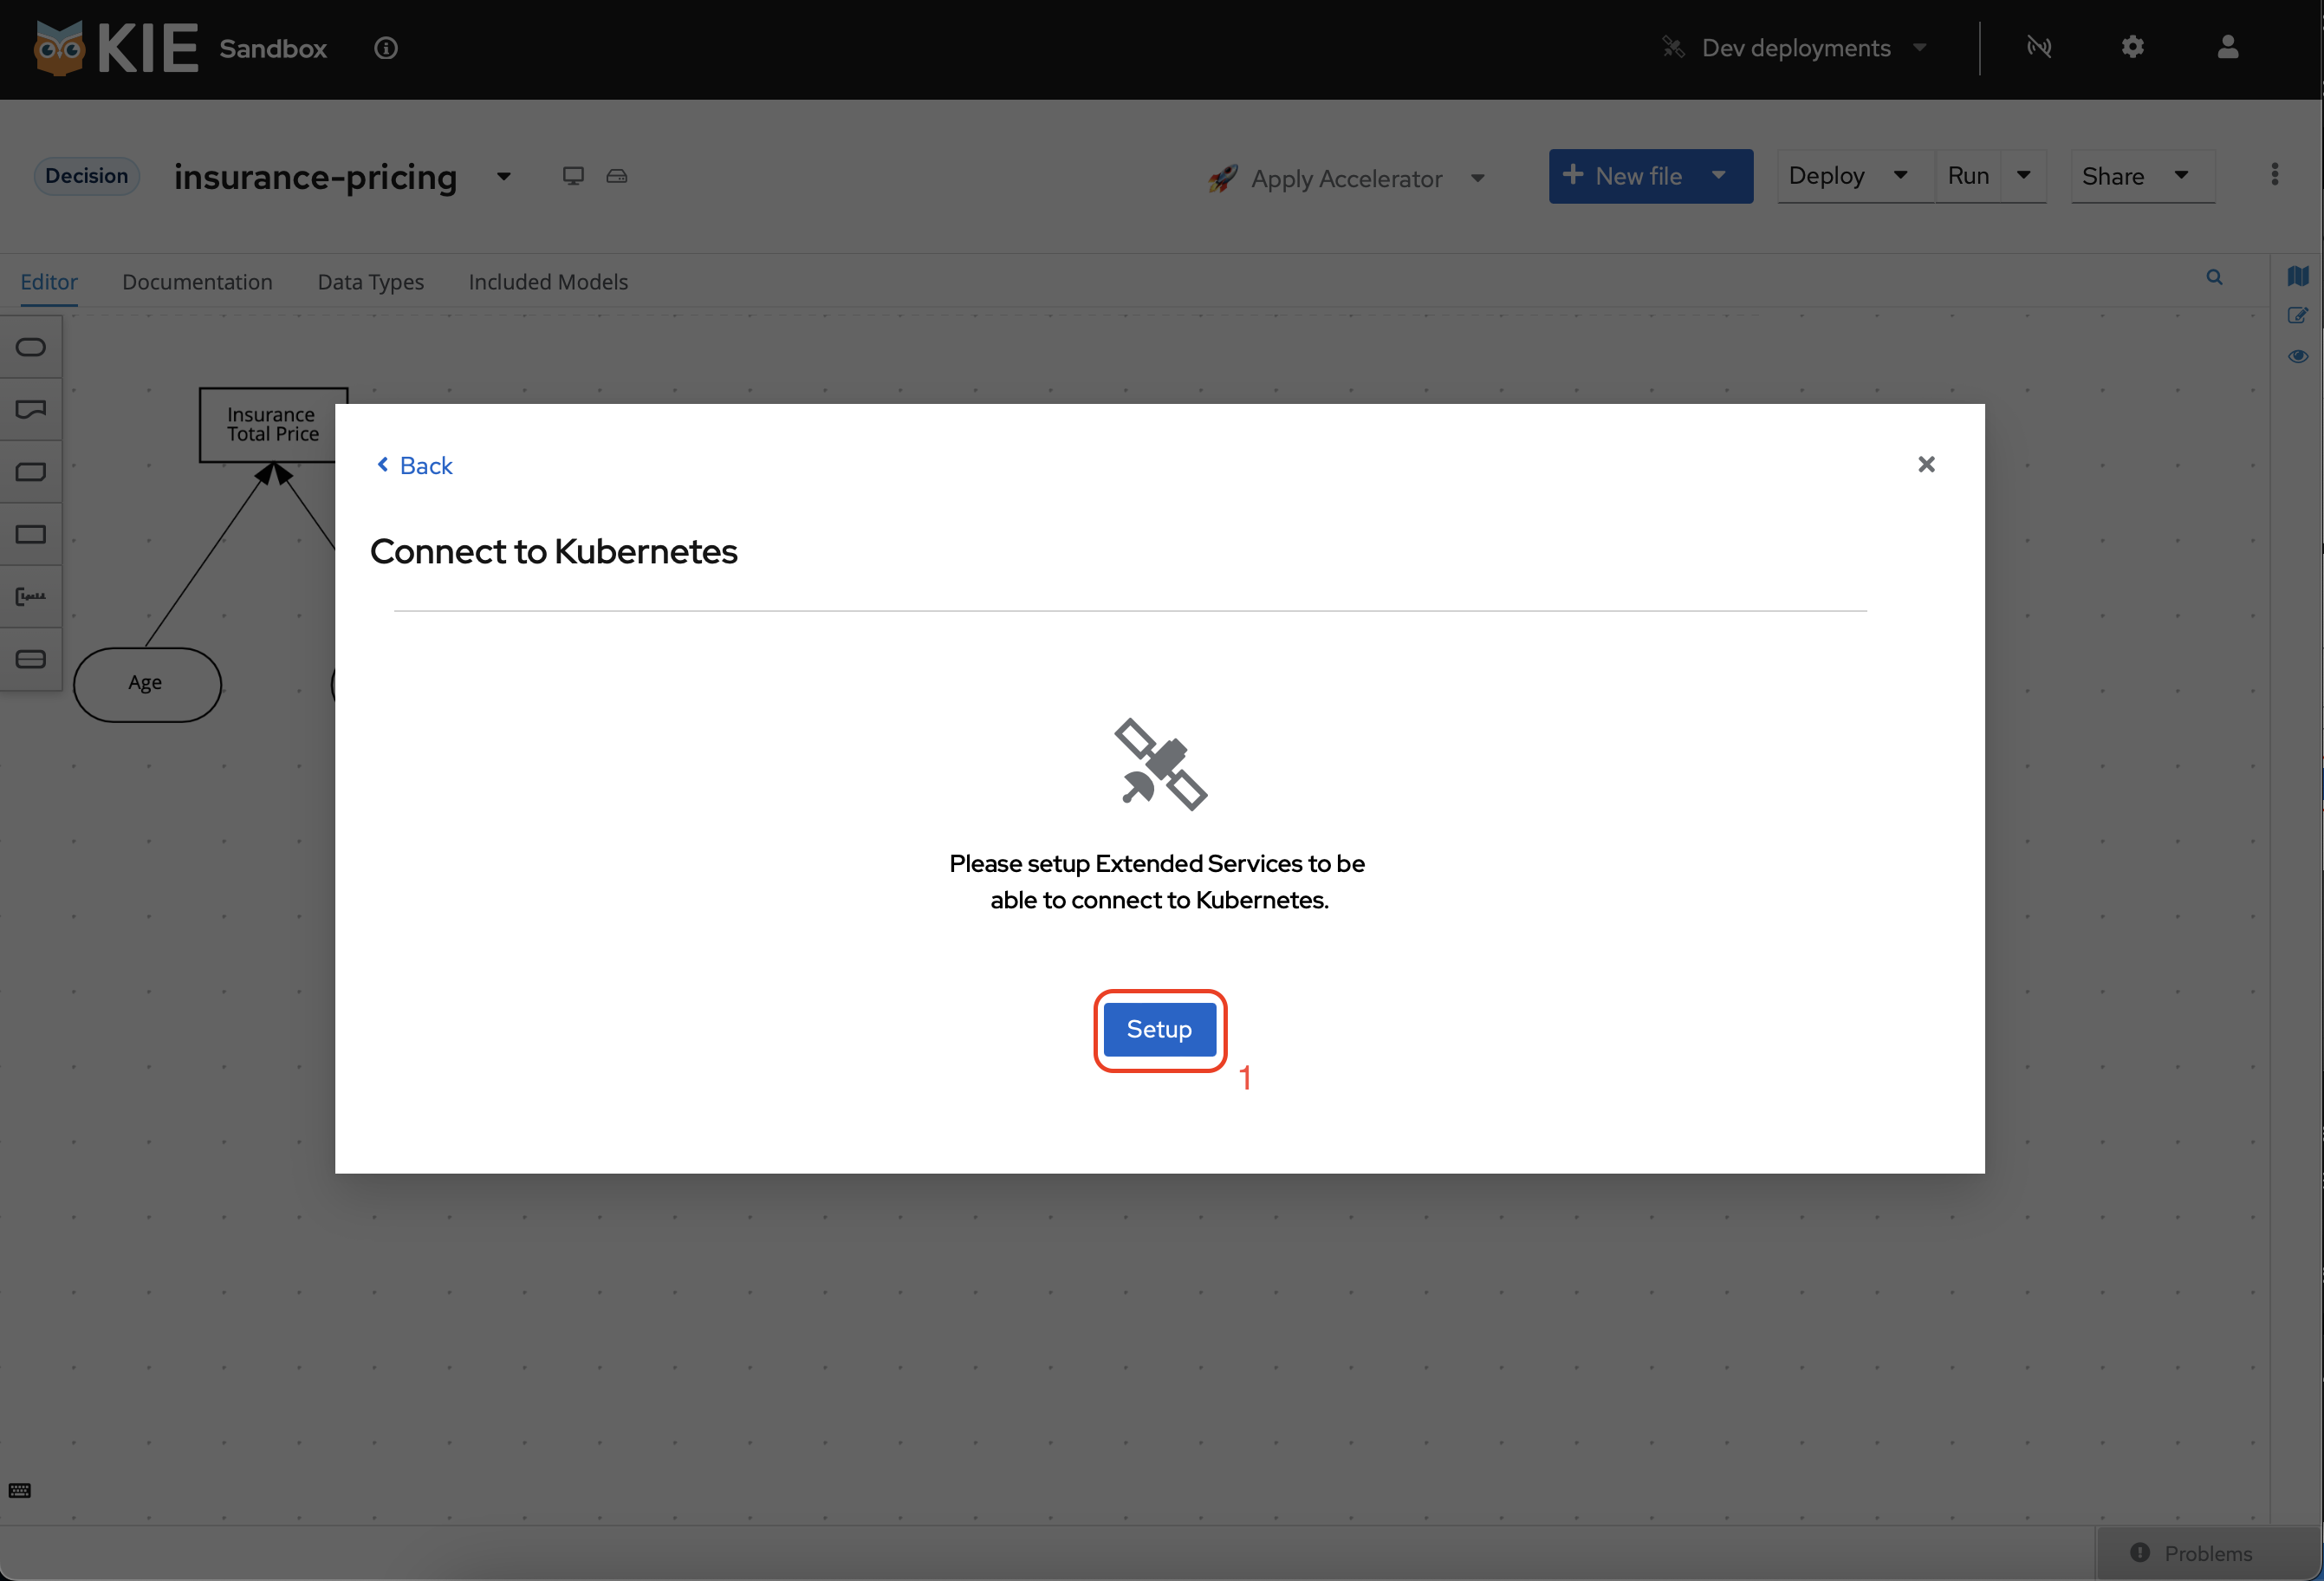 KIE Sandbox
Dev deployments
Decision
insurance-pricing
Apply Accelerator
New file
Deploy
Run
Share
Editor
Documentation
Data Types
Included Models
Insurance
Total Price
Age
Back
Connect to Kubernetes
Please setup Extended Services to be
able to connect to Kubernetes.
Setup
1
Problems